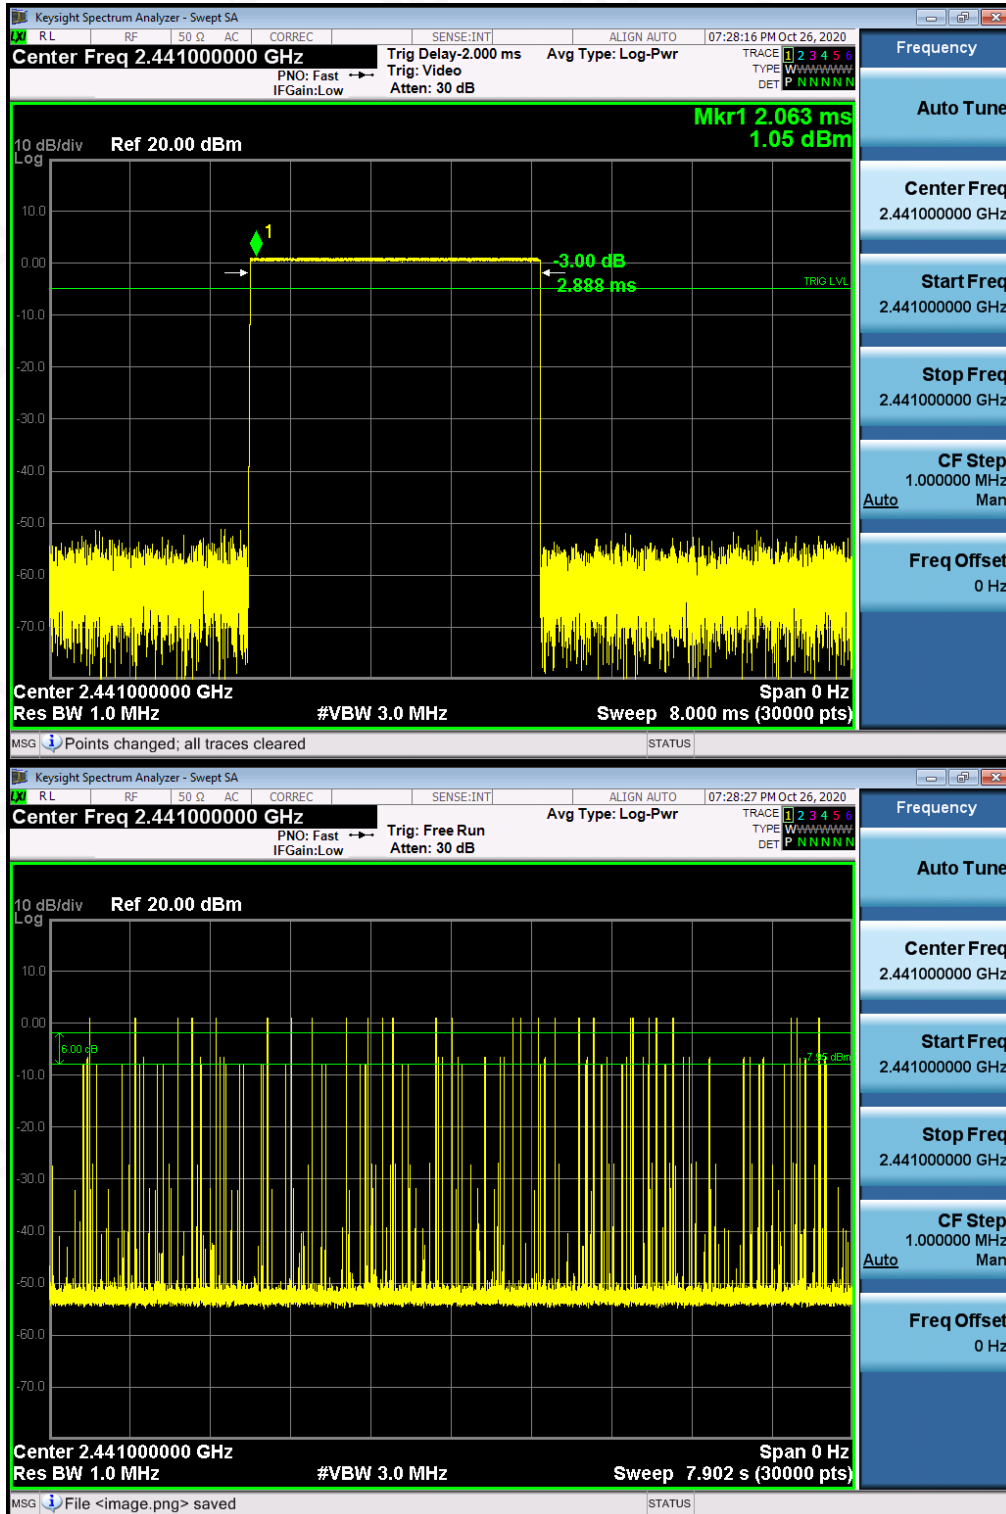 Keysight Spectrum Analyzer - Swept SA
LXI RL RF 50 Ω AC CORREC SENSE:INT ALIGN AUTO 07:28:16 PM Oct 26, 2020
Center Freq 2.441000000 GHz
PNO: Fast
IFGain:Low
Trig Delay-2.000 ms
Trig: Video
Atten: 30 dB
Avg Type: Log-Pwr
TRACE 1 2 3 4 5 6
TYPE WWWWWW
DET P N N N N N
Frequency
Mkr1 2.063 ms
1.05 dBm
10 dB/div
Log
Ref 20.00 dBm
10.0
0.00
-10.0
-20.0
-30.0
-40.0
-50.0
-60.0
-70.0
1
-3.00 dB
2.888 ms
TRIG LVL
Center 2.441000000 GHz
Span 0 Hz
Res BW 1.0 MHz
#VBW 3.0 MHz
Sweep 8.000 ms (30000 pts)
MSG Points changed; all traces cleared
STATUS
Auto Tune
Center Freq
2.441000000 GHz
Start Freq
2.441000000 GHz
Stop Freq
2.441000000 GHz
CF Step
1.000000 MHz
Auto Man
Freq Offset
0 Hz
Keysight Spectrum Analyzer - Swept SA
LXI RL RF 50 Ω AC CORREC SENSE:INT ALIGN AUTO 07:28:27 PM Oct 26, 2020
Center Freq 2.441000000 GHz
PNO: Fast
IFGain:Low
Trig: Free Run
Atten: 30 dB
Avg Type: Log-Pwr
TRACE 1 2 3 4 5 6
TYPE WWWWWW
DET P N N N N N
Frequency
10 dB/div
Log
Ref 20.00 dBm
10.0
0.00
-10.0
-20.0
-30.0
-40.0
-50.0
-60.0
-70.0
6.00 dB
-7.95 dBm
Center 2.441000000 GHz
Span 0 Hz
Res BW 1.0 MHz
#VBW 3.0 MHz
Sweep 7.902 s (30000 pts)
MSG File <image.png> saved
STATUS
Auto Tune
Center Freq
2.441000000 GHz
Start Freq
2.441000000 GHz
Stop Freq
2.441000000 GHz
CF Step
1.000000 MHz
Auto Man
Freq Offset
0 Hz